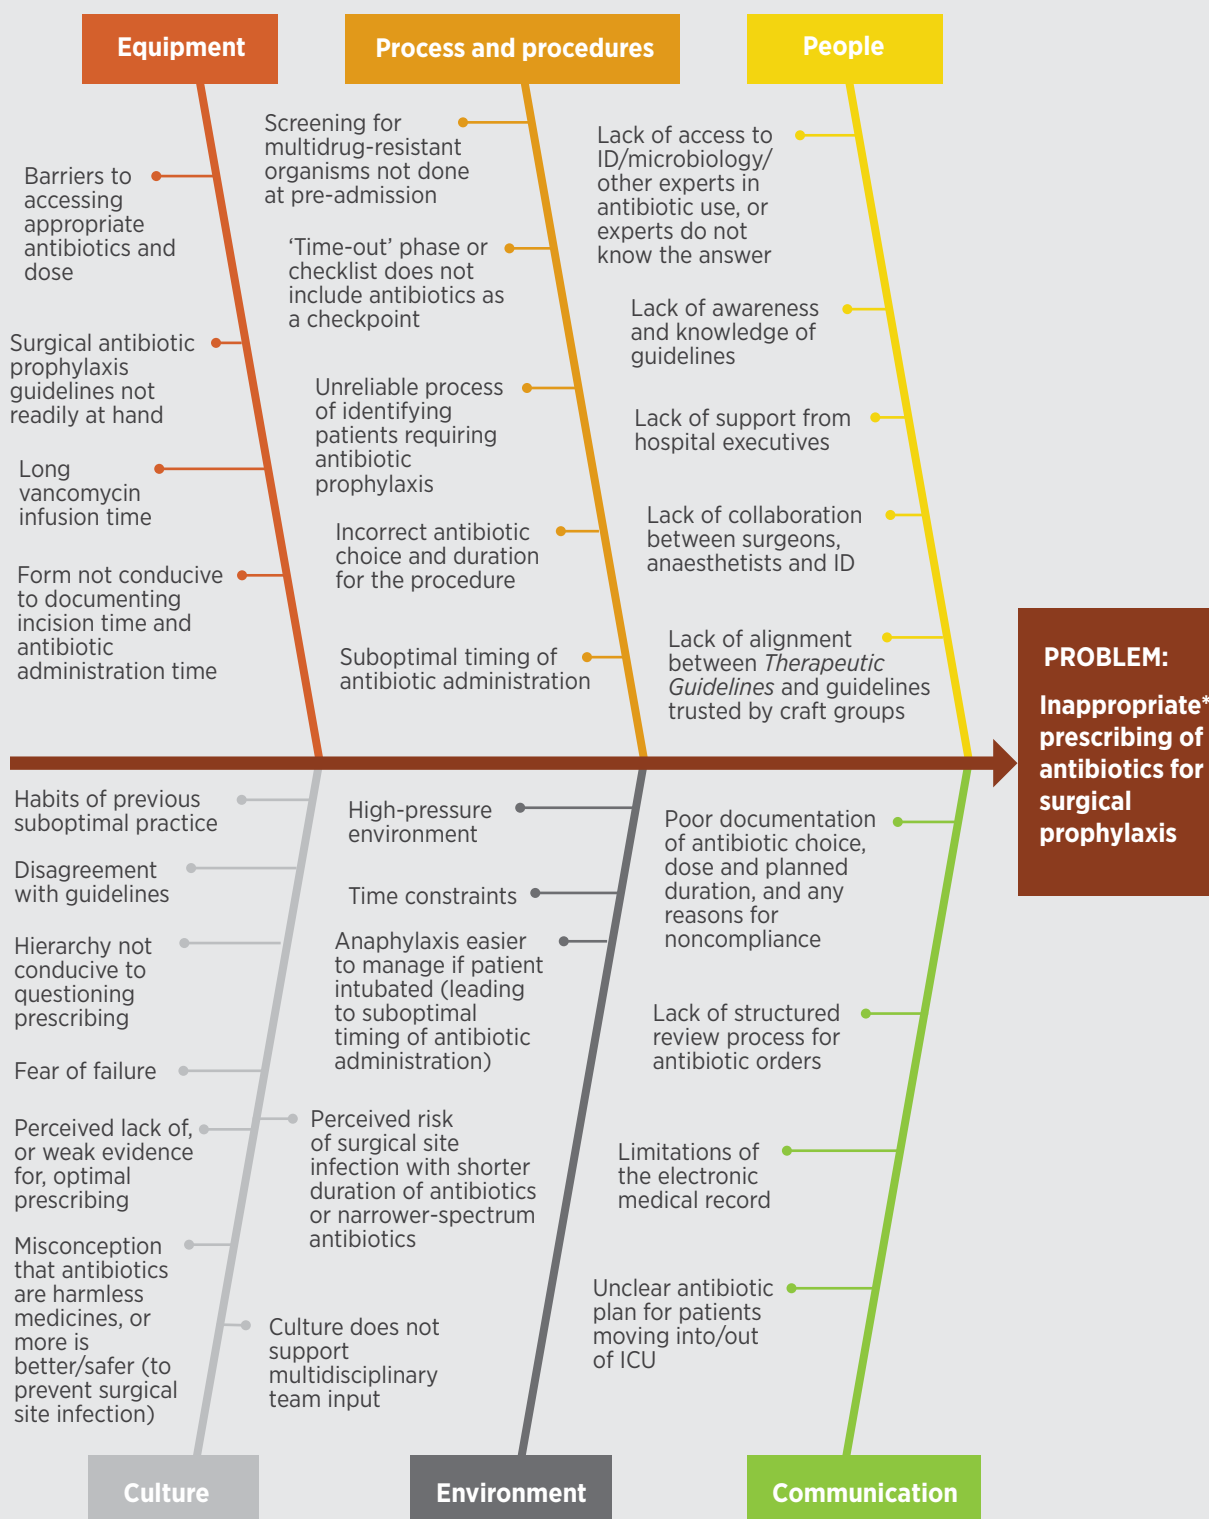 Equipment
Process and procedures
People
Barriers to
accessing
appropriate
antibiotics and
dose
Surgical antibiotic
prophylaxis
guidelines not
readily at hand
Long
vancomycin
infusion time
Form not conducive
to documenting
incision time and
antibiotic
administration time
Screening for
multidrug-resistant
organisms not done
at pre-admission
‘Time-out’ phase or
checklist does not
include antibiotics as
a checkpoint
Unreliable process
of identifying
patients requiring
antibiotic
prophylaxis
Incorrect antibiotic
choice and duration
for the procedure
Suboptimal timing of
antibiotic administration
Lack of access to
ID/microbiology/
other experts in
antibiotic use, or
experts do not
know the answer
Lack of awareness
and knowledge of
guidelines
Lack of support from
hospital executives
Lack of collaboration
between surgeons,
anaesthetists and ID
Lack of alignment
between Therapeutic
Guidelines and guidelines
trusted by craft groups
PROBLEM:
Inappropriate*
prescribing of
antibiotics for
surgical
prophylaxis
Habits of previous
suboptimal practice
Disagreement
with guidelines
Hierarchy not
conducive to
questioning
prescribing
Fear of failure
Perceived lack of,
or weak evidence
for, optimal
prescribing
Misconception
that antibiotics
are harmless
medicines, or
more is
better/safer (to
prevent surgical
site infection)
Perceived risk
of surgical site
infection with shorter
duration of antibiotics
or narrower-spectrum
antibiotics
Culture does not
support
multidisciplinary
team input
High-pressure
environment
Time constraints
Anaphylaxis easier
to manage if patient
intubated (leading
to suboptimal
timing of antibiotic
administration)
Poor documentation
of antibiotic choice,
dose and planned
duration, and any
reasons for
noncompliance
Lack of structured
review process for
antibiotic orders
Limitations of
the electronic
medical record
Unclear antibiotic
plan for patients
moving into/out
of ICU
Culture
Environment
Communication